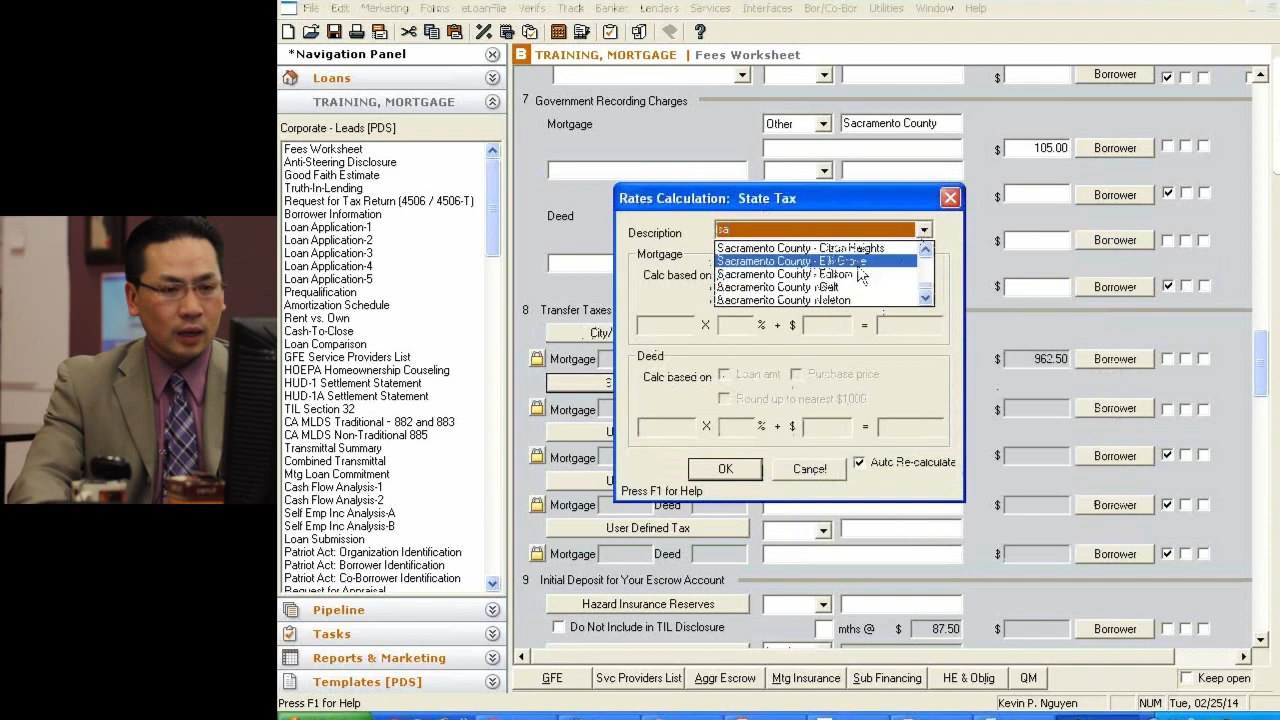 File Edit Marketing Forms eLoanFile Verifs Track Banker Lenders Services Interfaces Bor/Co-Bor Utilities Window Help
*Navigation Panel
B TRAINING, MORTGAGE | Fees Worksheet
Loans
TRAINING, MORTGAGE
Corporate - Leads [PDS]
Fees Worksheet
Anti-Steering Disclosure
Good Faith Estimate
Truth-In-Lending
Request for Tax Return (4506 / 4506-T)
Borrower Information
Loan Application-1
Loan Application-2
Loan Application-3
Loan Application-4
Loan Application-5
Prequalification
Amortization Schedule
Rent vs. Own
Cash-To-Close
Loan Comparison
GFE Service Providers List
HOEPA Homeownership Counseling
HUD-1 Settlement Statement
HUD-1A Settlement Statement
TIL Section 32
CA MLDS Traditional - 882 and 883
CA MLDS Non-Traditional 885
Transmittal Summary
Combined Transmittal
Mtg Loan Commitment
Cash Flow Analysis-1
Cash Flow Analysis-2
Self Emp Inc Analysis-A
Self Emp Inc Analysis-B
Loan Submission
Patriot Act: Organization Identification
Patriot Act: Borrower Identification
Patriot Act: Co-Borrower Identification
Request for Appraisal
Pipeline
Tasks
Reports & Marketing
Templates [PDS]
$ Borrower
7 Government Recording Charges
Mortgage Other Sacramento County
$ 105.00 Borrower
$ Borrower
Deed
$ Borrower
$ Borrower
8 Transfer Taxes
City/
Mortgage $ 962.50 Borrower
Mortgage $ Borrower
Mortgage $ Borrower
Mortgage Deed $ Borrower
User Defined Tax
Mortgage Deed $ Borrower
9 Initial Deposit for Your Escrow Account
Hazard Insurance Reserves
Do Not Include in TIL Disclosure mths @ $ 87.50 Borrower
Rates Calculation: State Tax
Description sa
Sacramento County - Citrus Heights
Sacramento County - Elk Grove
Sacramento County - Folsom
Sacramento County - Galt
Sacramento County - Isleton
Mortgage
Calc based on
X % + $ =
Deed
Calc based on Loan amt Purchase price
Round up to nearest $1000
X % + $ =
OK Cancel Auto Re-calculate
Press F1 for Help
GFE Svc Providers List Aggr Escrow Mtg Insurance Sub Financing HE & Oblig QM Keep open
Press F1 for Help Kevin P. Nguyen NUM Tue, 02/25/14